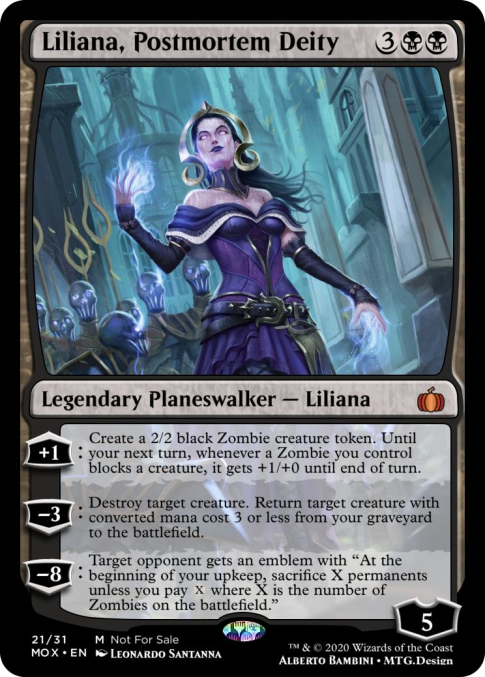 Liliana, Postmortem Deity 3
Legendary Planeswalker — Liliana
+1 : Create a 2/2 black Zombie creature token. Until
your next turn, whenever a Zombie you control
blocks a creature, it gets +1/+0 until end of turn.
−3 : Destroy target creature. Return target creature with
converted mana cost 3 or less from your graveyard
to the battlefield.
−8 : Target opponent gets an emblem with “At the
beginning of your upkeep, sacrifice X permanents
unless you pay X where X is the number of
Zombies on the battlefield.”
5
21/31 M Not For Sale
MOX • EN Leonardo Santanna
™ & © 2020 Wizards of the Coast
Alberto Bambini • MTG.Design